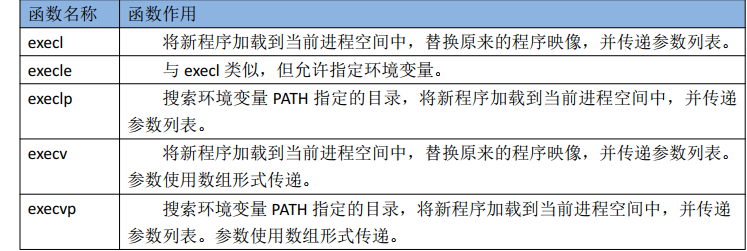 函数名称 函数作用
execl 将新程序加载到当前进程空间中，替换原来的程序映像，并传递参数列表。
execle 与 execl 类似，但允许指定环境变量。
execlp 搜索环境变量 PATH 指定的目录，将新程序加载到当前进程空间中，并传递
参数列表。
execv 将新程序加载到当前进程空间中，替换原来的程序映像，并传递参数列表。
参数使用数组形式传递。
execvp 搜索环境变量 PATH 指定的目录，将新程序加载到当前进程空间中，并传递
参数列表。参数使用数组形式传递。